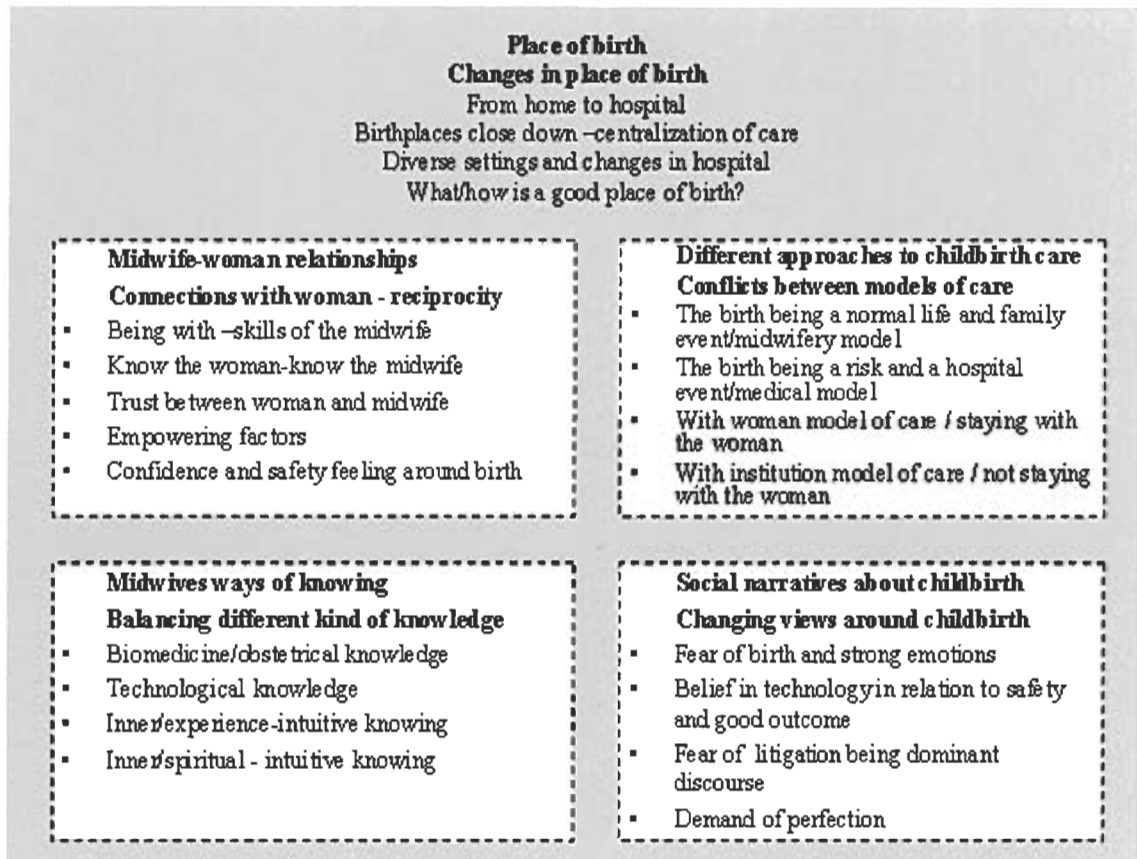 Place of birth
Changes in place of birth
From home to hospital
Birthplaces close down –centralization of care
Diverse settings and changes in hospital
What/how is a good place of birth?
Midwife-woman relationships
Connections with woman - reciprocity
▪ Being with –skills of the midwife
▪ Know the woman-know the midwife
▪ Trust between woman and midwife
▪ Empowering factors
▪ Confidence and safety feeling around birth
Different approaches to childbirth care
Conflicts between models of care
▪ The birth being a normal life and family
event/midwifery model
▪ The birth being a risk and a hospital
event/medical model
▪ With woman model of care / staying with
the woman
▪ With institution model of care / not staying
with the woman
Midwives ways of knowing
Balancing different kind of knowledge
▪ Biomedicine/obstetrical knowledge
▪ Technological knowledge
▪ Inner/experience-intuitive knowing
▪ Inner/spiritual - intuitive knowing
Social narratives about childbirth
Changing views around childbirth
▪ Fear of birth and strong emotions
▪ Belief in technology in relation to safety
and good outcome
▪ Fear of litigation being dominant
discourse
▪ Demand of perfection